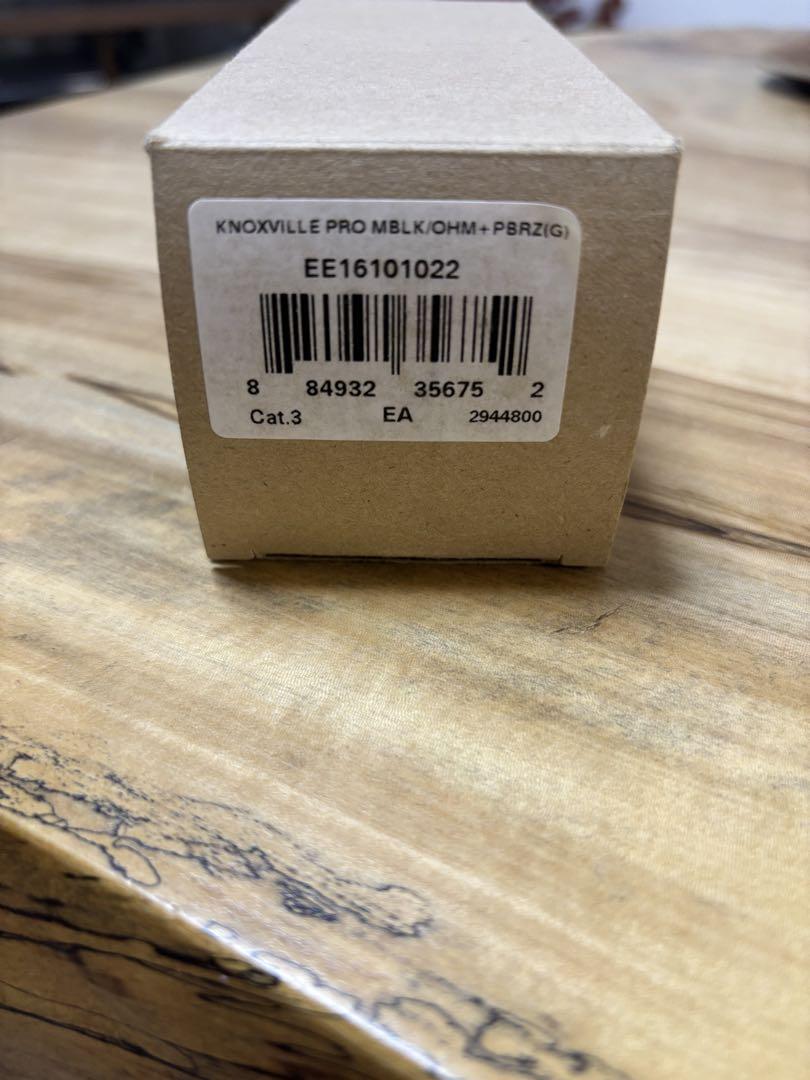 KNOXVILLE PRO MBLK/OHM+PBRZ(G)
EE16101022
8 84932 35675 2
Cat.3 EA 2944800